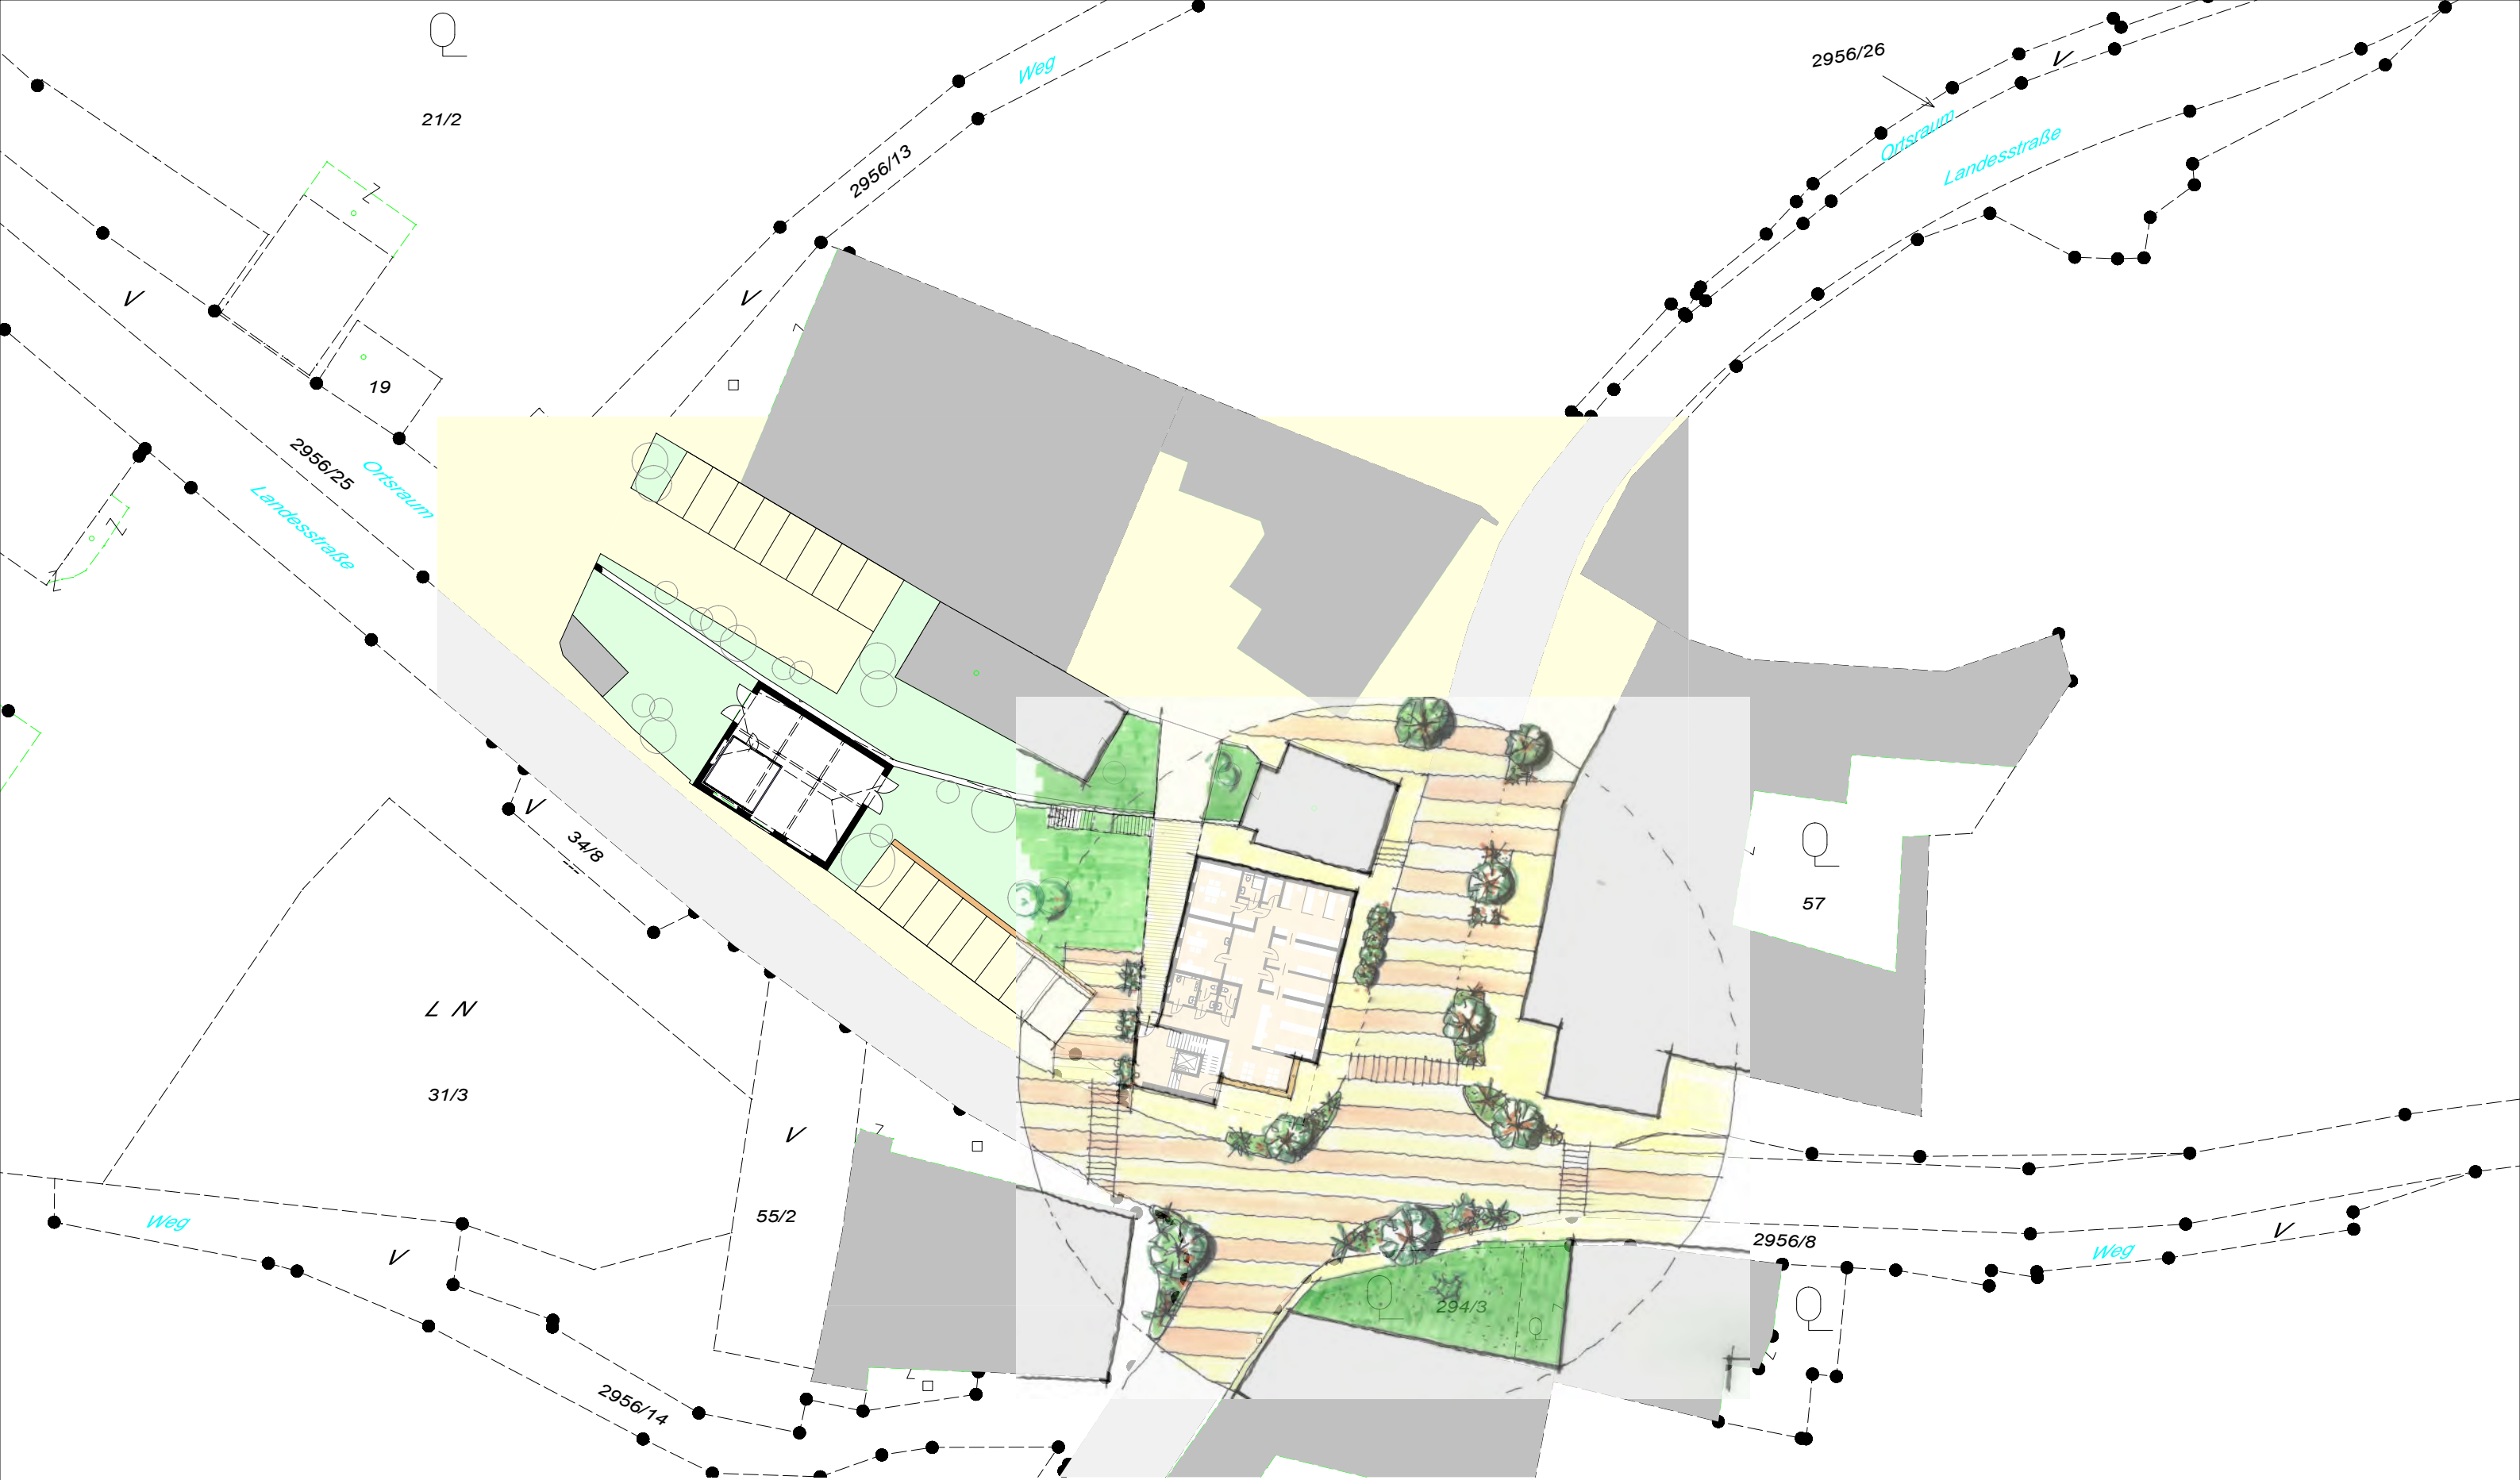 Weg
2956/26
V
21/2
Ortsraum
Landesstraße
2956/13
V
V
19
2956/25
Ortsraum
Landesstraße
V
34/8
57
L N
31/3
V
55/2
Weg
V
2956/8
Weg
V
294/3
2956/14